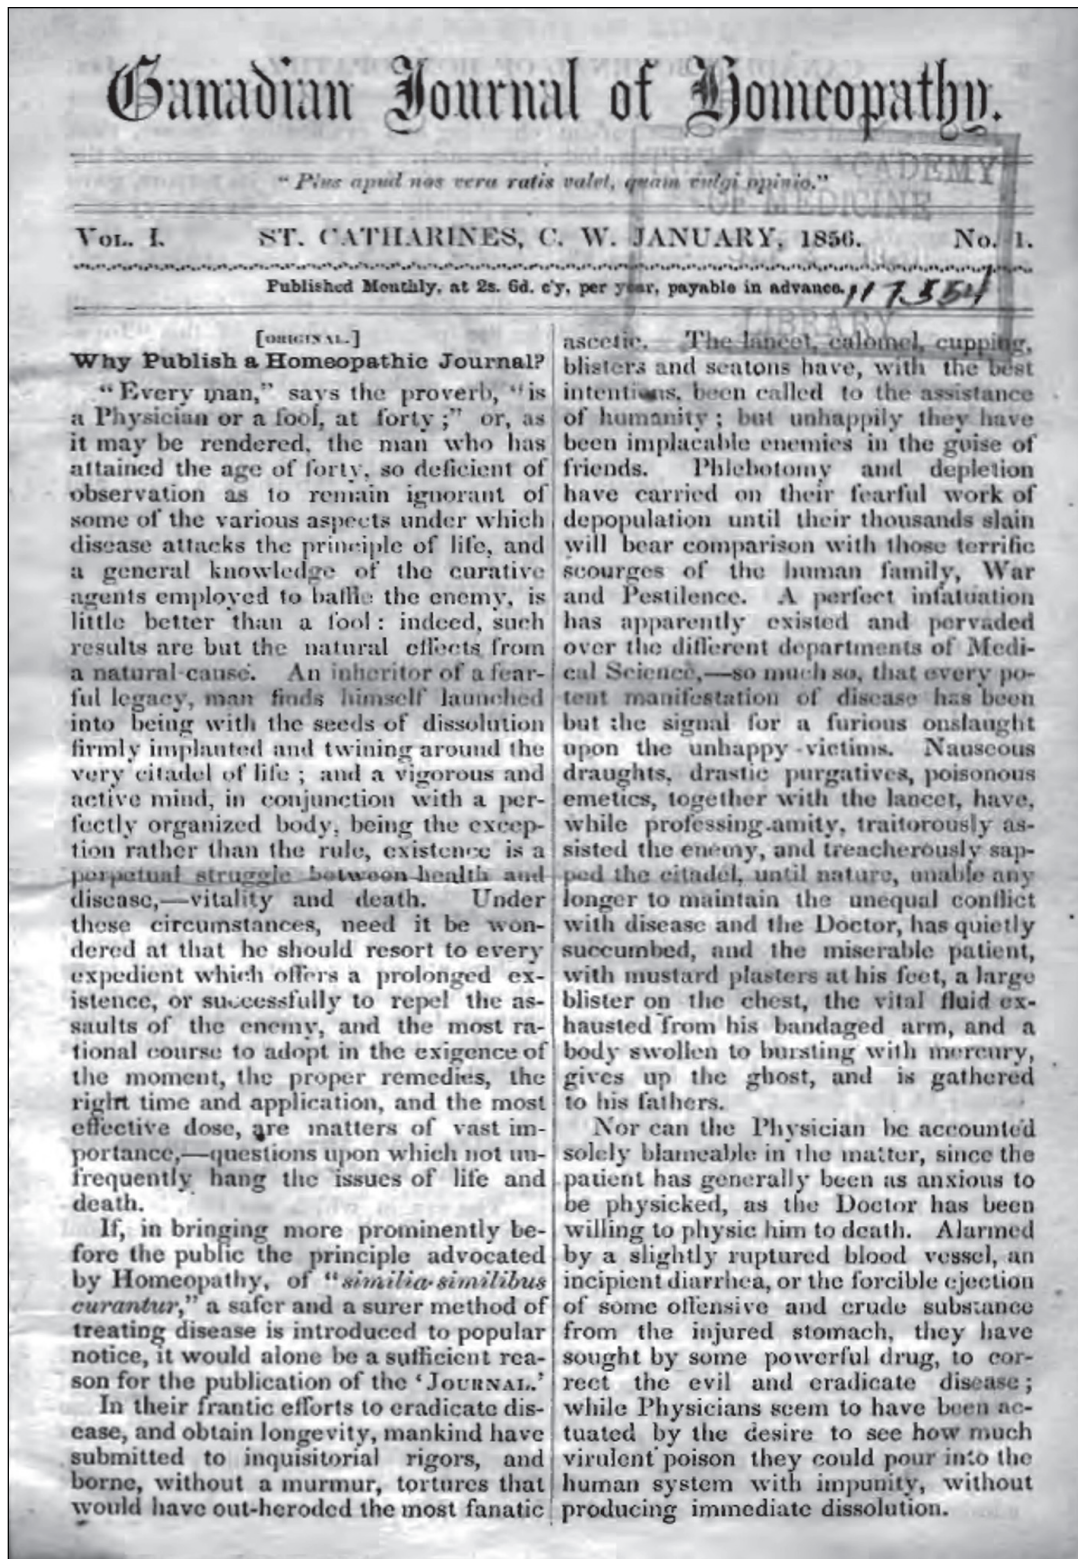 Canadian Journal of Homeopathy.
"Plus apud nos vera ratis valet, quam vulgi opinio."
THE N. Y. ACADEMY
OF MEDICINE
LIBRARY
VOL. I. ST. CATHARINES, C. W. JANUARY, 1856. No. 1.
Published Monthly, at 2s. 6d. c'y, per year, payable in advance.
117354
[ORIGINAL.]
Why Publish a Homeopathic Journal?
"Every man," says the proverb, "is
a Physician or a fool, at forty;" or, as
it may be rendered, the man who has
attained the age of forty, so deficient of
observation as to remain ignorant of
some of the various aspects under which
disease attacks the principle of life, and
a general knowledge of the curative
agents employed to baffle the enemy, is
little better than a fool: indeed, such
results are but the natural effects from
a natural cause. An inheritor of a fear-
ful legacy, man finds himself launched
into being with the seeds of dissolution
firmly implanted and twining around the
very citadel of life; and a vigorous and
active mind, in conjunction with a per-
fectly organized body, being the excep-
tion rather than the rule, existence is a
perpetual struggle between health and
disease,—vitality and death. Under
these circumstances, need it be won-
dered at that he should resort to every
expedient which offers a prolonged ex-
istence, or successfully to repel the as-
saults of the enemy, and the most ra-
tional course to adopt in the exigence of
the moment, the proper remedies, the
right time and application, and the most
effective dose, are matters of vast im-
portance,—questions upon which not un-
frequently hang the issues of life and
death.
If, in bringing more prominently be-
fore the public the principle advocated
by Homeopathy, of "similia similibus
curantur," a safer and a surer method of
treating disease is introduced to popular
notice, it would alone be a sufficient rea-
son for the publication of the 'JOURNAL.'
In their frantic efforts to eradicate dis-
ease, and obtain longevity, mankind have
submitted to inquisitorial rigors, and
borne, without a murmur, tortures that
would have out-heroded the most fanatic
ascetic. The lancet, calomel, cupping,
blisters and seatons have, with the best
intentions, been called to the assistance
of humanity; but unhappily they have
been implacable enemies in the guise of
friends. Phlebotomy and depletion
have carried on their fearful work of
depopulation until their thousands slain
will bear comparison with those terrific
scourges of the human family, War
and Pestilence. A perfect infatuation
has apparently existed and pervaded
over the different departments of Medi-
cal Science,—so much so, that every po-
tent manifestation of disease has been
but the signal for a furious onslaught
upon the unhappy victims. Nauseous
draughts, drastic purgatives, poisonous
emetics, together with the lancet, have,
while professing amity, traitorously as-
sisted the enemy, and treacherously sap-
ped the citadel, until nature, unable any
longer to maintain the unequal conflict
with disease and the Doctor, has quietly
succumbed, and the miserable patient,
with mustard plasters at his feet, a large
blister on the chest, the vital fluid ex-
hausted from his bandaged arm, and a
body swollen to bursting with mercury,
gives up the ghost, and is gathered
to his fathers.
Nor can the Physician be accounted
solely blameable in the matter, since the
patient has generally been as anxious to
be physicked, as the Doctor has been
willing to physic him to death. Alarmed
by a slightly ruptured blood vessel, an
incipient diarrhea, or the forcible ejection
of some offensive and crude substance
from the injured stomach, they have
sought by some powerful drug, to cor-
rect the evil and eradicate disease;
while Physicians seem to have been ac-
tuated by the desire to see how much
virulent poison they could pour into the
human system with impunity, without
producing immediate dissolution.